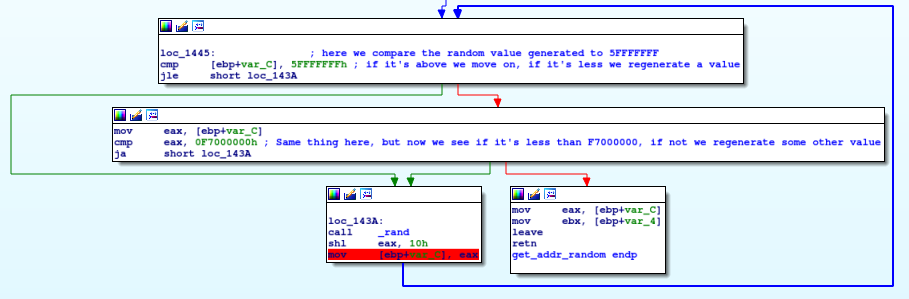 loc_1445: ; here we compare the random value generated to 5FFFFFFF
cmp [ebp+var_C], 5FFFFFFFh ; if it's above we move on, if it's less we regenerate a value
jle short loc_143A
mov eax, [ebp+var_C]
cmp eax, 0F7000000h ; Same thing here, but now we see if it's less than F7000000, if not we regenerate some other value
ja short loc_143A
loc_143A:
call _rand
shl eax, 10h
mov [ebp+var_C], eax
mov eax, [ebp+var_C]
mov ebx, [ebp+var_4]
leave
retn
get_addr_random endp